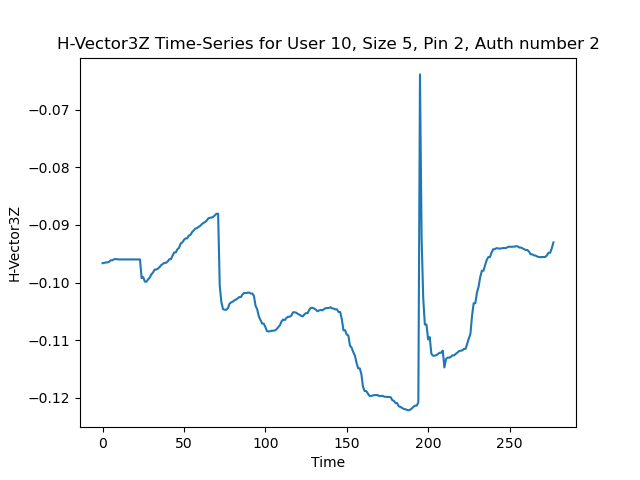 H-Vector3Z Time-Series for User 10, Size 5, Pin 2, Auth number 2
H-Vector3Z
−0.07
−0.08
−0.09
−0.10
−0.11
−0.12
0 50 100 150 200 250
Time